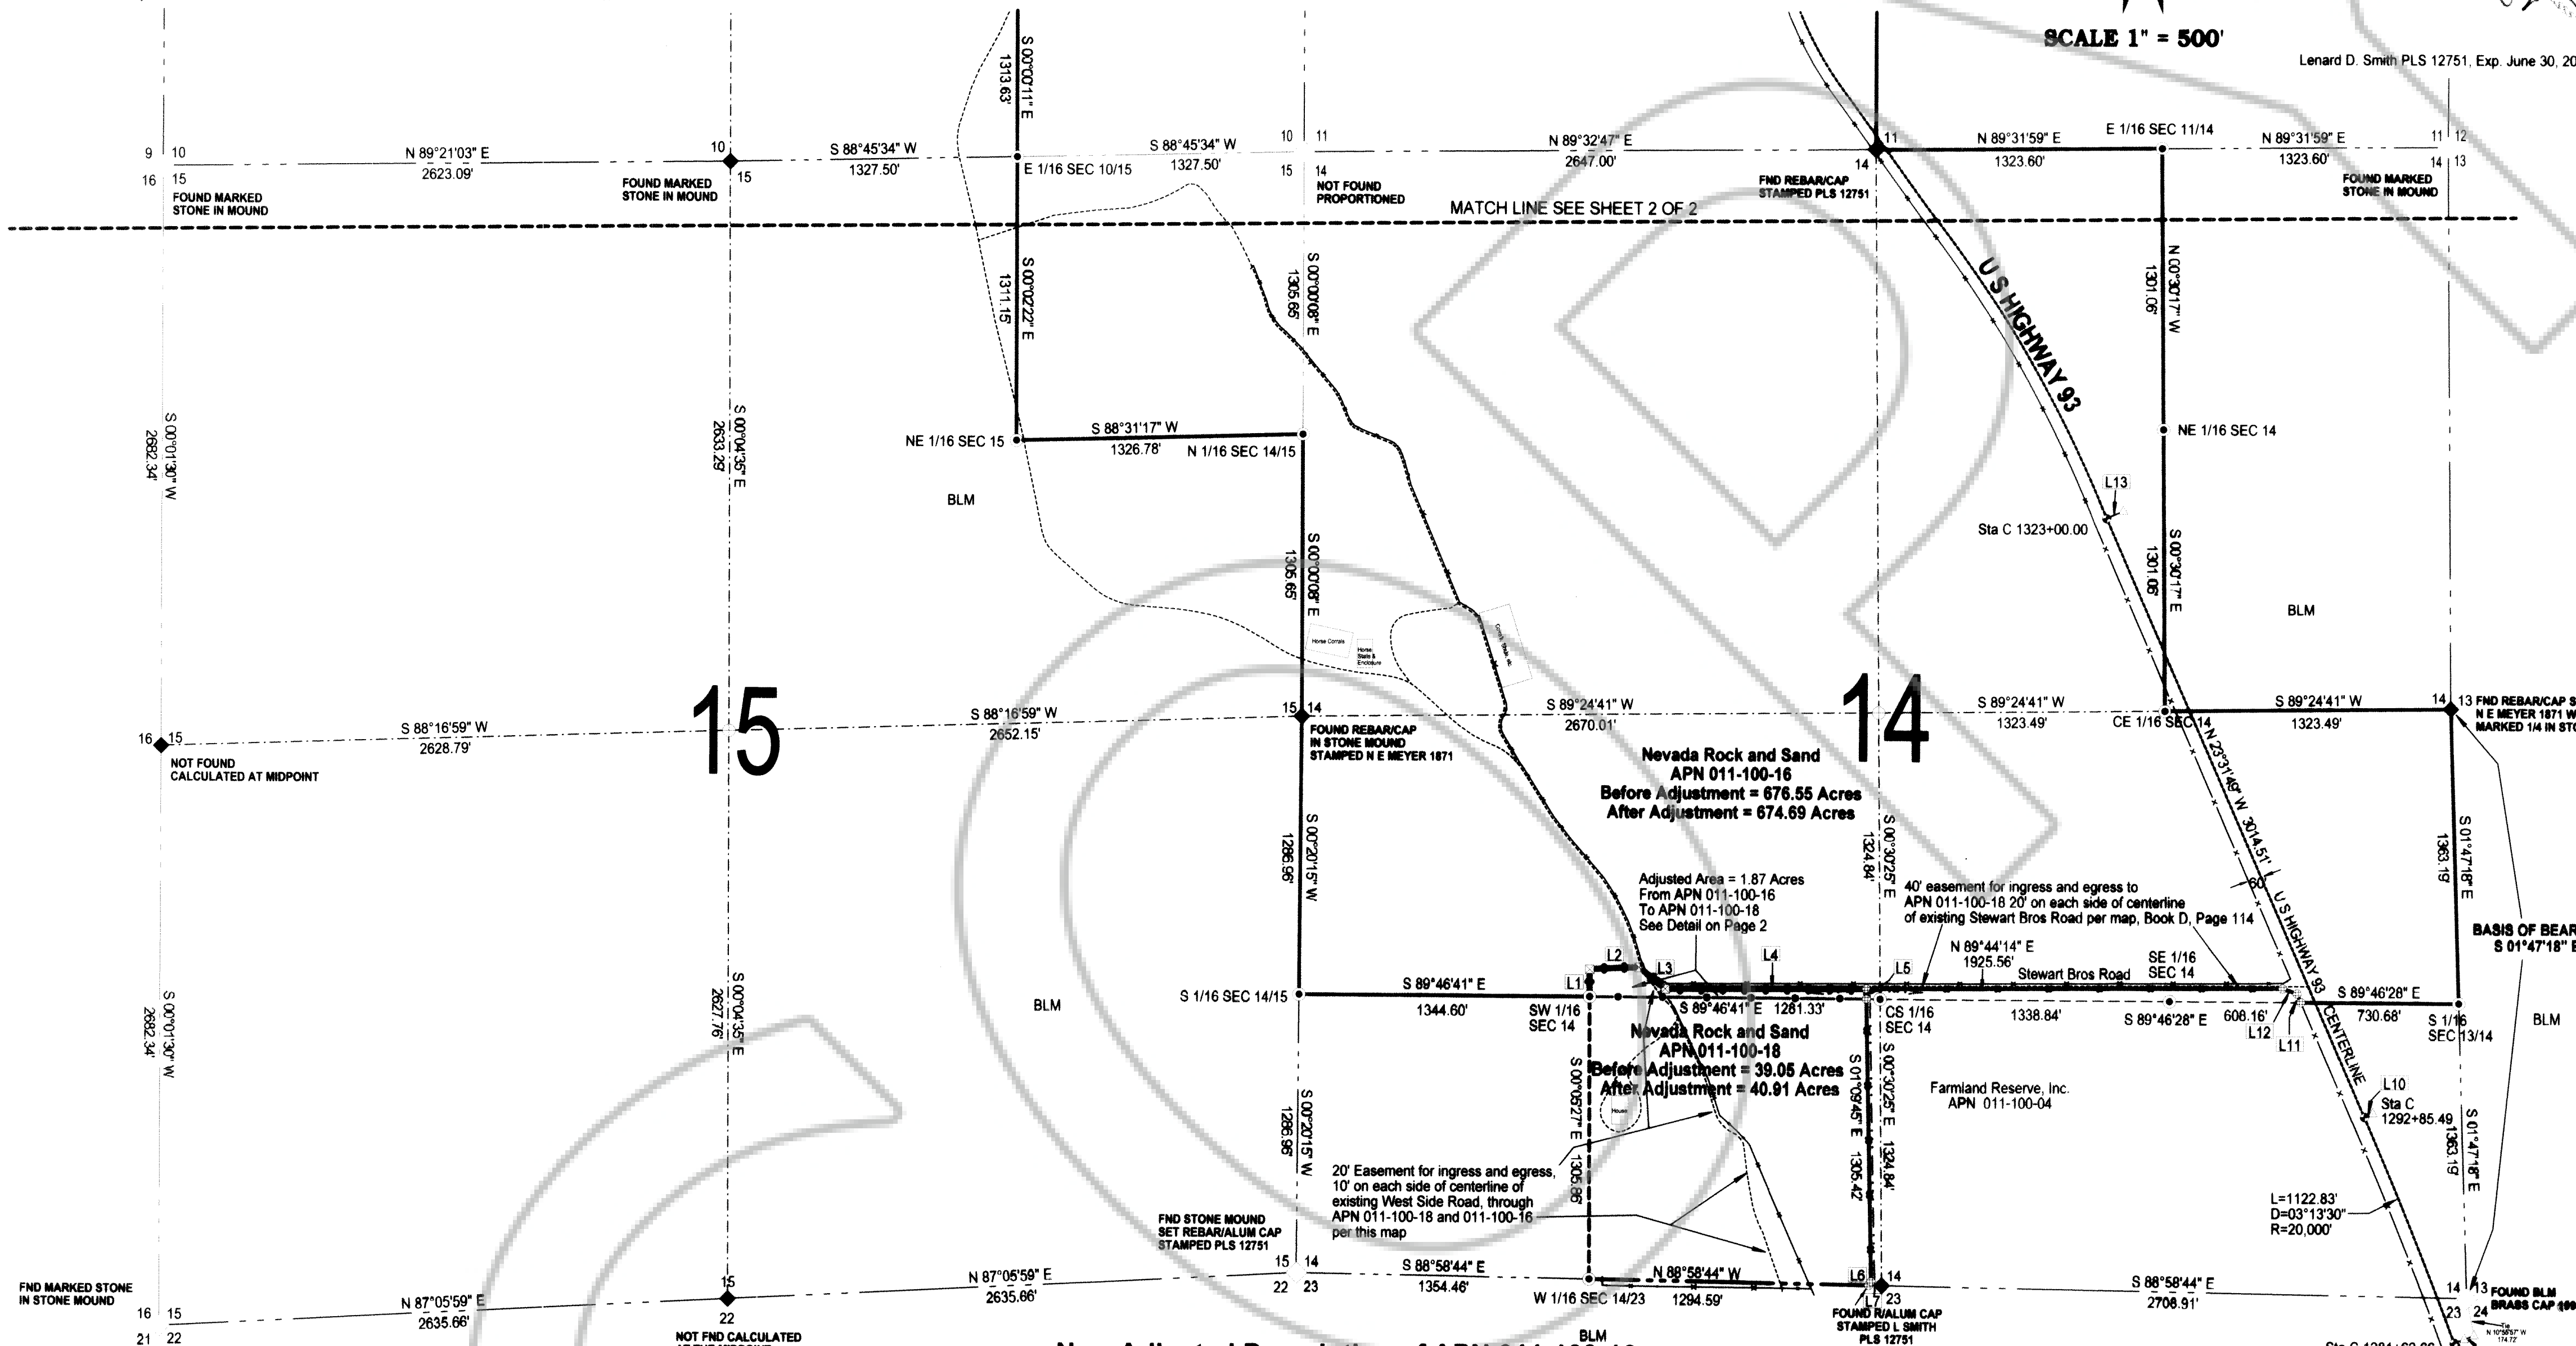 SCALE 1" = 500'
Lenard D. Smith PLS 12751, Exp. June 30, 20
S 00°00'11" E
1313.63'
9 10
16 15
N 89°21'03" E
2623.09'
FOUND MARKED
STONE IN MOUND
10
15
FOUND MARKED
STONE IN MOUND
S 88°45'34" W
1327.50'
E 1/16 SEC 10/15
S 88°45'34" W
1327.50'
10 11
15 14
NOT FOUND
PROPORTIONED
N 89°32'47" E
2647.00'
11
14
FND REBAR/CAP
STAMPED PLS 12751
N 89°31'59" E
1323.60'
E 1/16 SEC 11/14
N 89°31'59" E
1323.60'
11 12
14 13
FOUND MARKED
STONE IN MOUND
MATCH LINE SEE SHEET 2 OF 2
S 00°02'22" E
1311.15'
S 00°00'08" E
1305.65'
U S HIGHWAY 93
N 00°30'17" W
1301.06'
S 00°01'30" W
2682.34'
S 00°04'35" E
2633.29'
NE 1/16 SEC 15
S 88°31'17" W
1326.78'
N 1/16 SEC 14/15
NE 1/16 SEC 14
BLM
L13
Sta C 1323+00.00
S 00°00'08" E
1305.65'
S 00°30'17" E
1301.06'
BLM
Horse Corrals
Horse
Stalls &
Enclosure
15
14
16 15
S 88°16'59" W
2628.79'
NOT FOUND
CALCULATED AT MIDPOINT
S 88°16'59" W
2652.15'
15 14
FOUND REBAR/CAP
IN STONE MOUND
STAMPED N E MEYER 1871
S 89°24'41" W
2670.01'
S 89°24'41" W
1323.49'
CE 1/16 SEC 14
S 89°24'41" W
1323.49'
14 13
FND REBAR/CAP S
N E MEYER 1871 W
MARKED 1/4 IN STO
Nevada Rock and Sand
APN 011-100-16
Before Adjustment = 676.55 Acres
After Adjustment = 674.69 Acres
N 23°31'49" W 3014.51'
60'
U S HIGHWAY 93 CENTERLINE
S 00°20'15" W
1286.96'
S 00°30'25" E
1324.84'
S 01°47'18" E
1363.19'
Adjusted Area = 1.87 Acres
From APN 011-100-16
To APN 011-100-18
See Detail on Page 2
40' easement for ingress and egress to
APN 011-100-18 20' on each side of centerline
of existing Stewart Bros Road per map, Book D, Page 114
BASIS OF BEAR
S 01°47'18" E
N 89°44'14" E
1925.56'
Stewart Bros Road
SE 1/16
SEC 14
L1
L2
L3
L4
L5
S 00°01'30" W
2682.34'
S 00°04'35" E
2627.76'
BLM
S 1/16 SEC 14/15
S 89°46'41" E
1344.60'
SW 1/16
SEC 14
S 89°46'41" E 1281.33'
CS 1/16
SEC 14
1338.84'
S 89°46'28" E
608.16'
L12
L11
S 89°46'28" E
730.68'
S 1/16
SEC 13/14
BLM
Nevada Rock and Sand
APN 011-100-18
Before Adjustment = 39.05 Acres
After Adjustment = 40.91 Acres
House
Farmland Reserve, Inc.
APN 011-100-04
L10
Sta C
1292+85.49
S 00°20'15" W
1286.96'
S 00°05'27" E 1305.86'
S 01°09'45" E 1305.42'
S 00°30'25" E 1324.84'
S 01°47'18" E
1363.19'
20' Easement for ingress and egress,
10' on each side of centerline of
existing West Side Road, through
APN 011-100-18 and 011-100-16
per this map
L=1122.83'
D=03°13'30"
R=20,000'
FND STONE MOUND
SET REBAR/ALUM CAP
STAMPED PLS 12751
FND MARKED STONE
IN STONE MOUND
16 15
21 22
N 87°05'59" E
2635.66'
15
22
NOT FND CALCULATED
N 87°05'59" E
2635.66'
15 14
22 23
S 88°58'44" E
1354.46'
W 1/16 SEC 14/23
N 88°58'44" W
1294.59'
L6
L7
14
23
FOUND R/ALUM CAP
STAMPED L SMITH
PLS 12751
BLM
S 88°58'44" E
2706.91'
14 13
23 24
FOUND BLM
BRASS CAP
Tie
N 10°58'57" W
174.72'